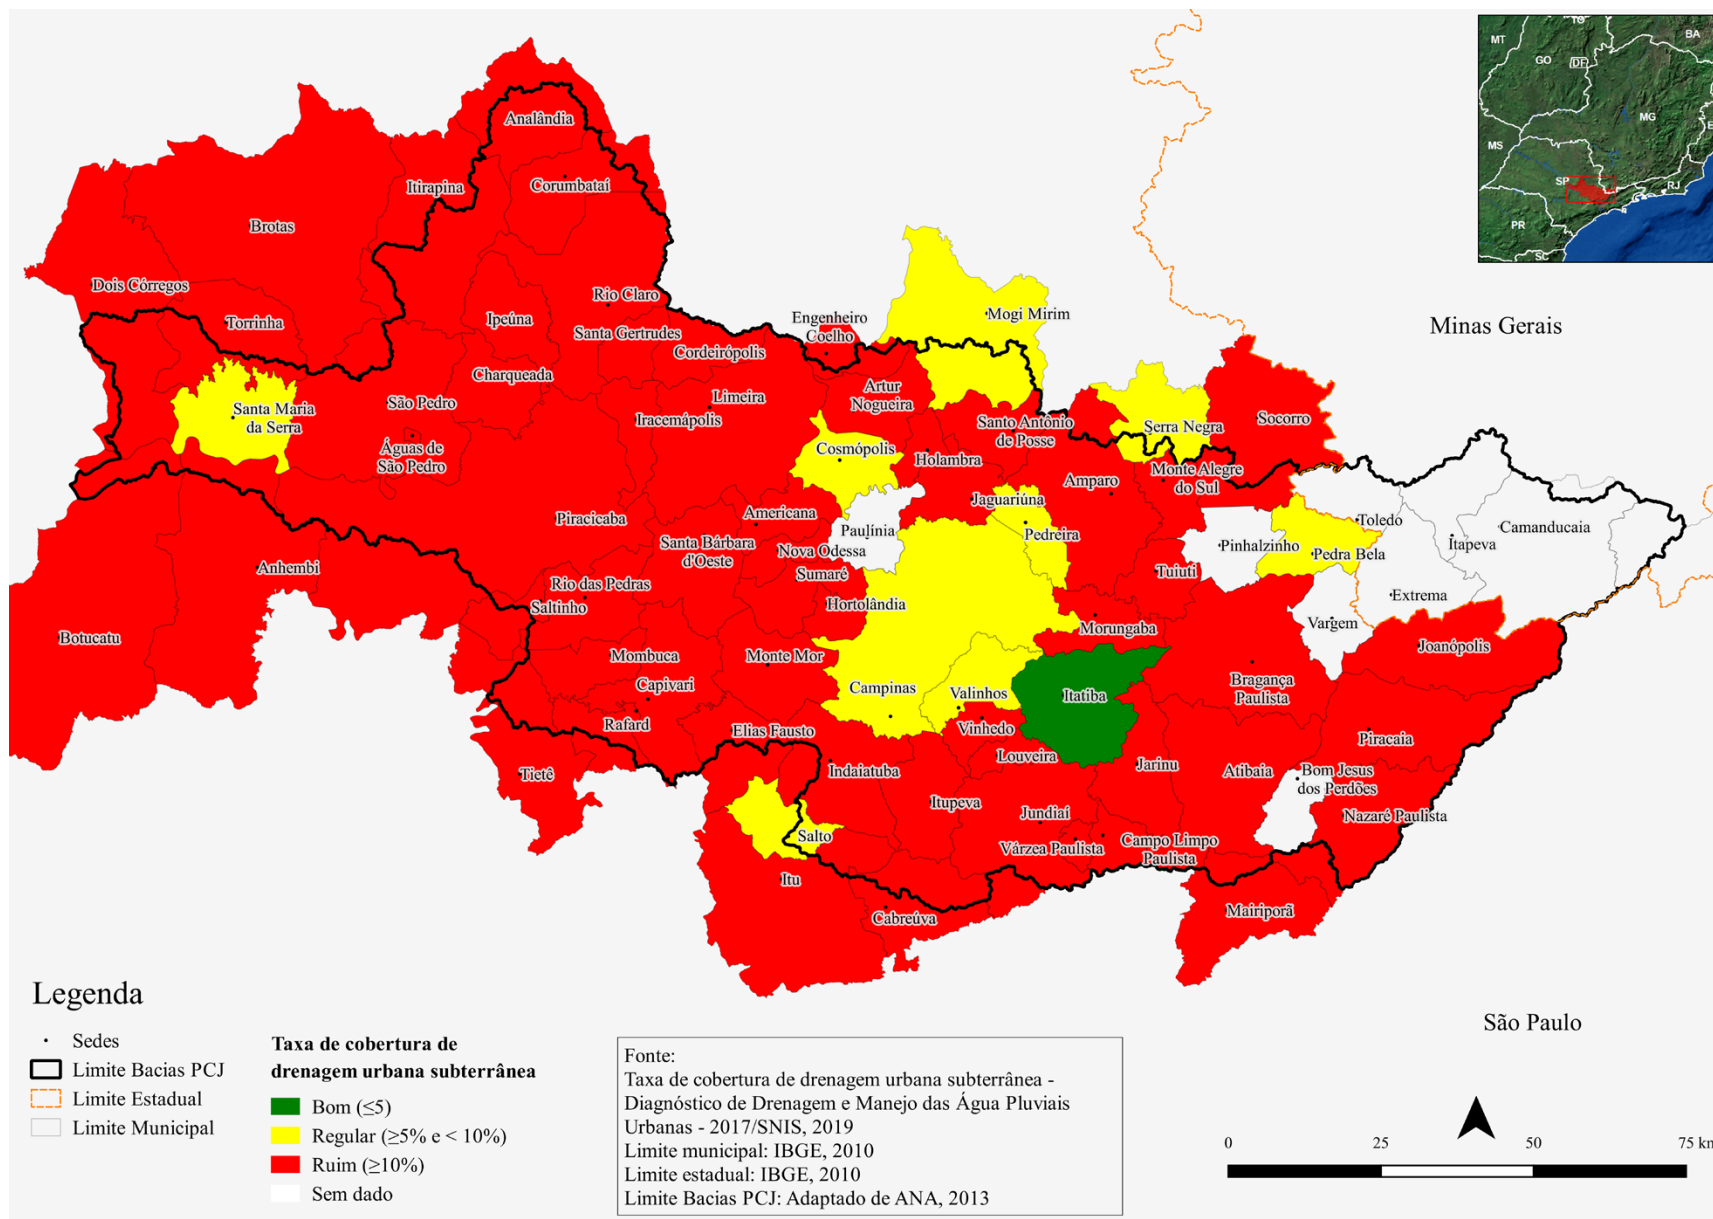 TO
MT
BA
GO
DF
MG
E
MS
SP
RJ
PR
SC
Minas Gerais
Analândia
Itirapina
Corumbataí
Brotas
Dois Córregos
Rio Claro
Torrinha
Ipeúna
Santa Gertrudes
Engenheiro
Coelho
Mogi Mirim
Cordeirópolis
Charqueada
Artur
Nogueira
Limeira
São Pedro
Santa Maria
da Serra
Iracemápolis
Santo Antônio
de Posse
Serra Negra
Socorro
Águas de
São Pedro
Cosmópolis
Holambra
Monte Alegre
do Sul
Amparo
Jaguariúna
Piracicaba
Americana
Paulínia
Pedreira
Toledo
Camanducaia
Itapeva
Pinhalzinho
Pedra Bela
Santa Bárbara
d'Oeste
Nova Odessa
Sumaré
Tuiuti
Anhembi
Rio das Pedras
Saltinho
Hortolândia
Extrema
Vargem
Morungaba
Botucatu
Joanópolis
Mombuca
Monte Mor
Capivari
Campinas
Valinhos
Itatiba
Bragança
Paulista
Rafard
Elias Fausto
Vinhedo
Louveira
Piracaia
Tietê
Indaiatuba
Jarinu
Atibaia
Bom Jesus
dos Perdões
Itupeva
Jundiaí
Nazaré Paulista
Salto
Várzea Paulista
Campo Limpo
Paulista
Itu
Cabreúva
Mairiporã
São Paulo
Legenda
Sedes
Limite Bacias PCJ
Limite Estadual
Limite Municipal
Taxa de cobertura de
drenagem urbana subterrânea
Bom (≤5)
Regular (≥5% e < 10%)
Ruim (≥10%)
Sem dado
Fonte:
Taxa de cobertura de drenagem urbana subterrânea -
Diagnóstico de Drenagem e Manejo das Água Pluviais
Urbanas - 2017/SNIS, 2019
Limite municipal: IBGE, 2010
Limite estadual: IBGE, 2010
Limite Bacias PCJ: Adaptado de ANA, 2013
0 25 50 75 km